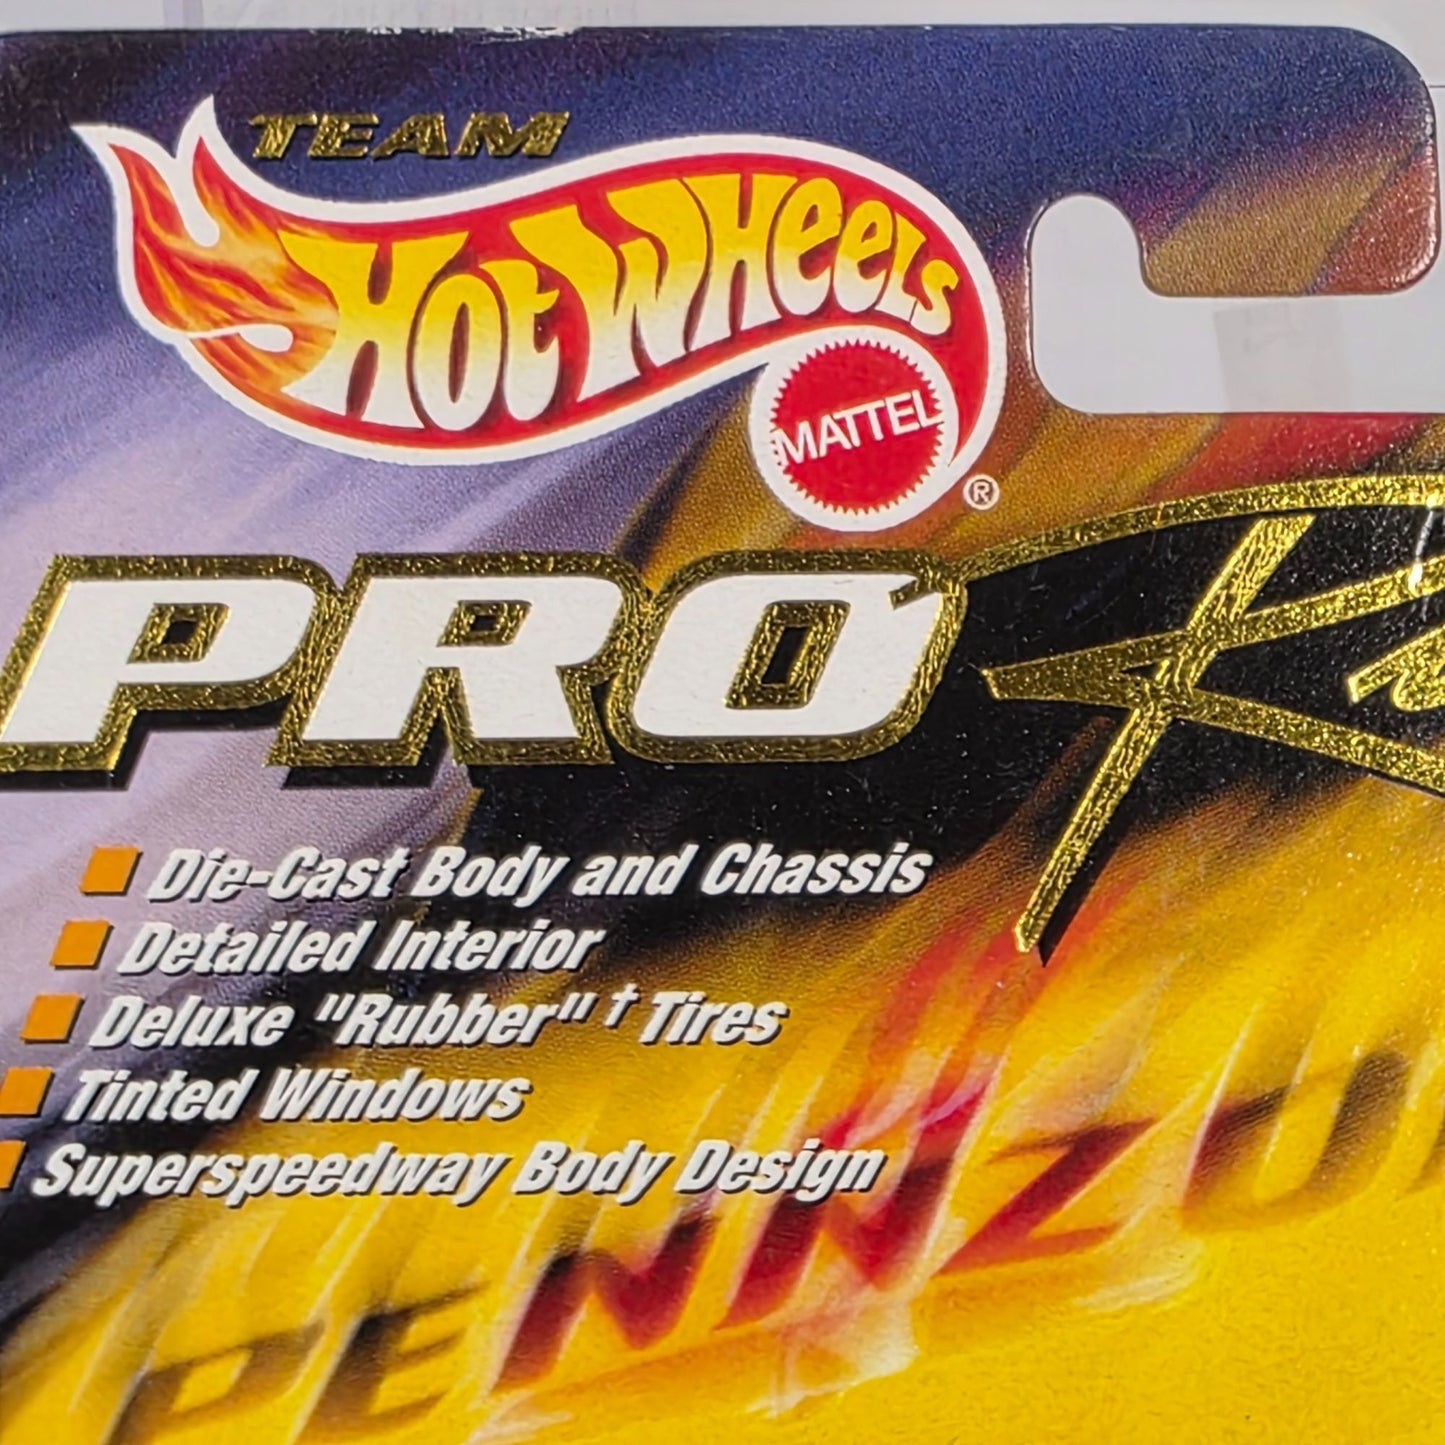 TEAM
HOT WHEELS
MATTEL
®
PRO
Die-Cast Body and Chassis
Detailed Interior
Deluxe "Rubber" † Tires
Tinted Windows
Superspeedway Body Design
PENNZO